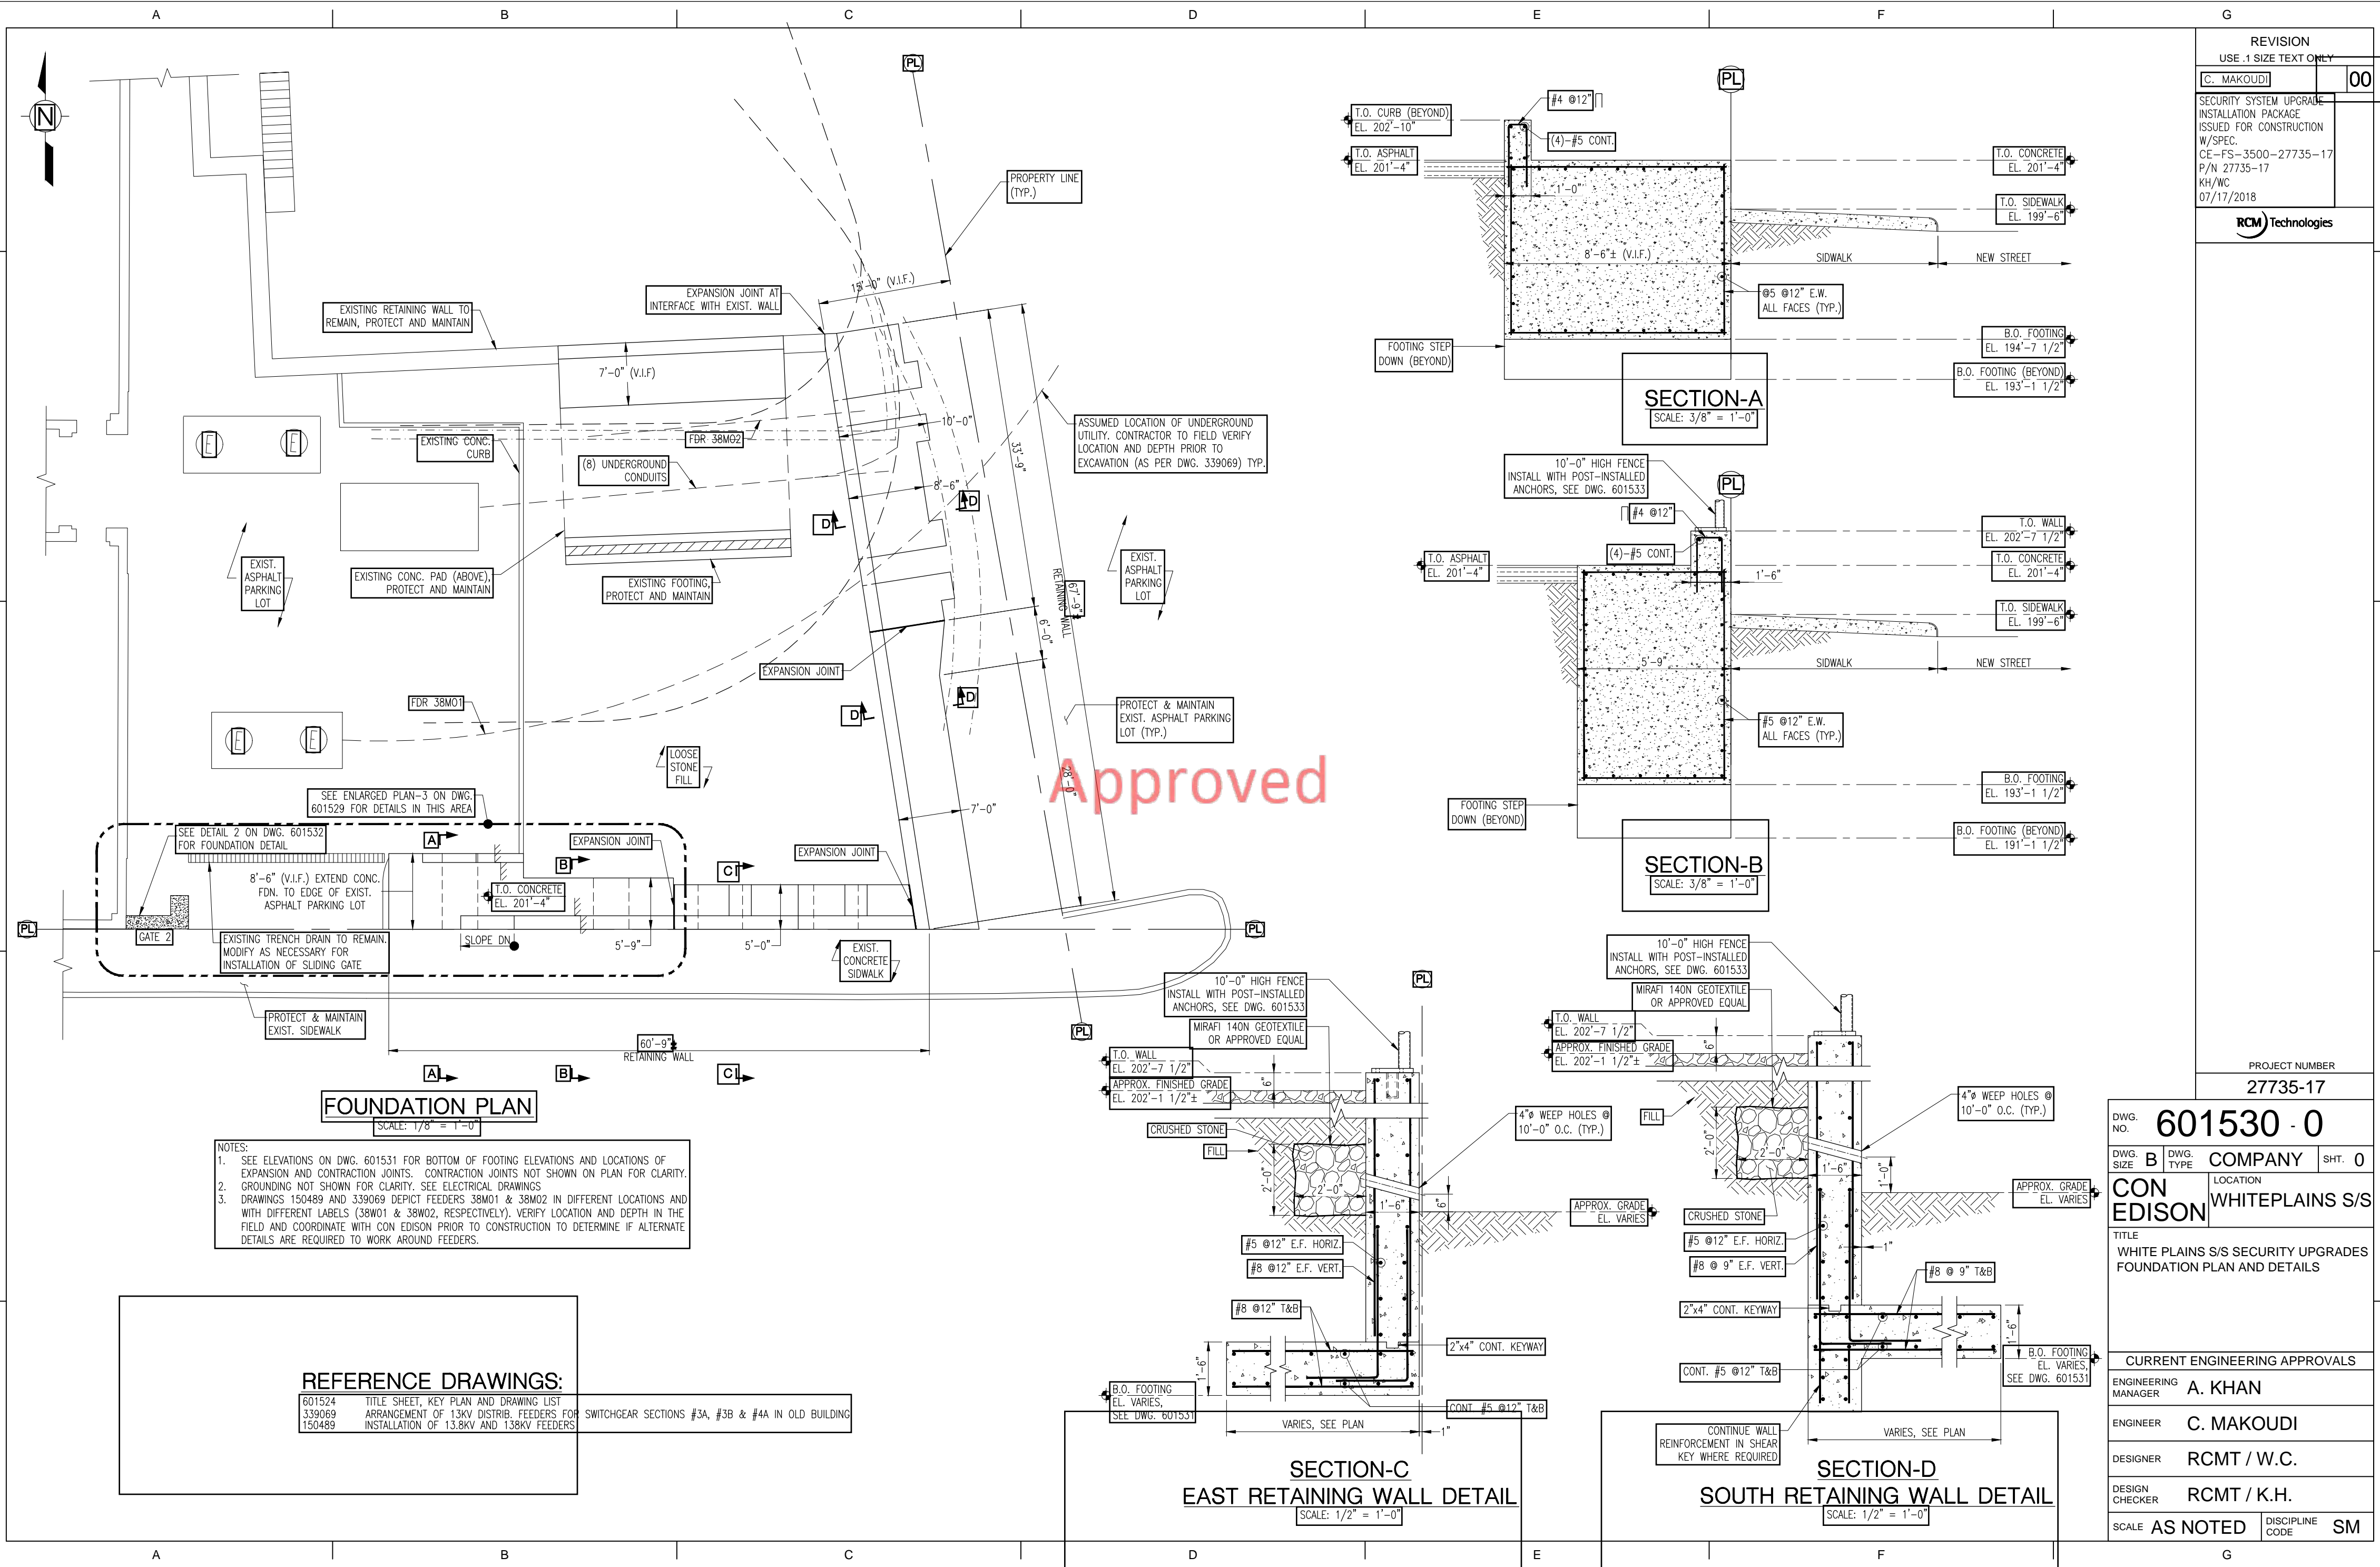 A
B
C
D
E
F
G
N
PL
PROPERTY LINE
(TYP.)
15'-0" (V.I.F.)
EXPANSION JOINT AT
INTERFACE WITH EXIST. WALL
EXISTING RETAINING WALL TO
REMAIN, PROTECT AND MAINTAIN
7'-0" (V.I.F)
10'-0"
33'-9"
ASSUMED LOCATION OF UNDERGROUND
UTILITY. CONTRACTOR TO FIELD VERIFY
LOCATION AND DEPTH PRIOR TO
EXCAVATION (AS PER DWG. 339069) TYP.
E
E
EXISTING CONC.
CURB
FDR 38M02
(8) UNDERGROUND
CONDUITS
8'-6"
D
D
EXIST.
ASPHALT
PARKING
LOT
EXISTING CONC. PAD (ABOVE),
PROTECT AND MAINTAIN
EXISTING FOOTING,
PROTECT AND MAINTAIN
EXIST.
ASPHALT
PARKING
LOT
67'-9"±
RETAINING WALL
6'-0"
EXPANSION JOINT
D
D
FDR 38M01
E
E
LOOSE
STONE
FILL
PROTECT & MAINTAIN
EXIST. ASPHALT PARKING
LOT (TYP.)
28'-0"
Approved
7'-0"
SEE ENLARGED PLAN-3 ON DWG.
601529 FOR DETAILS IN THIS AREA
SEE DETAIL 2 ON DWG. 601532
FOR FOUNDATION DETAIL
A
B
C
EXPANSION JOINT
EXPANSION JOINT
8'-6" (V.I.F.) EXTEND CONC.
FDN. TO EDGE OF EXIST.
ASPHALT PARKING LOT
T.O. CONCRETE
EL. 201'-4"
PL
GATE 2
EXISTING TRENCH DRAIN TO REMAIN.
MODIFY AS NECESSARY FOR
INSTALLATION OF SLIDING GATE
SLOPE DN
5'-9"
5'-0"
EXIST.
CONCRETE
SIDWALK
PL
PROTECT & MAINTAIN
EXIST. SIDEWALK
PL
60'-9"±
RETAINING WALL
A
B
C
FOUNDATION PLAN
SCALE: 1/8" = 1'-0"
NOTES:
1. SEE ELEVATIONS ON DWG. 601531 FOR BOTTOM OF FOOTING ELEVATIONS AND LOCATIONS OF
EXPANSION AND CONTRACTION JOINTS. CONTRACTION JOINTS NOT SHOWN ON PLAN FOR CLARITY.
2. GROUNDING NOT SHOWN FOR CLARITY. SEE ELECTRICAL DRAWINGS
3. DRAWINGS 150489 AND 339069 DEPICT FEEDERS 38M01 & 38M02 IN DIFFERENT LOCATIONS AND
WITH DIFFERENT LABELS (38W01 & 38W02, RESPECTIVELY). VERIFY LOCATION AND DEPTH IN THE
FIELD AND COORDINATE WITH CON EDISON PRIOR TO CONSTRUCTION TO DETERMINE IF ALTERNATE
DETAILS ARE REQUIRED TO WORK AROUND FEEDERS.
REFERENCE DRAWINGS:
601524 TITLE SHEET, KEY PLAN AND DRAWING LIST
339069 ARRANGEMENT OF 13KV DISTRIB. FEEDERS FOR SWITCHGEAR SECTIONS #3A, #3B & #4A IN OLD BUILDING
150489 INSTALLATION OF 13.8KV AND 138KV FEEDERS
PL
#4 @12"
T.O. CURB (BEYOND)
EL. 202'-10"
(4)-#5 CONT.
T.O. ASPHALT
EL. 201'-4"
T.O. CONCRETE
EL. 201'-4"
1'-0"
T.O. SIDEWALK
EL. 199'-6"
8'-6"± (V.I.F.)
SIDWALK
NEW STREET
@5 @12" E.W.
ALL FACES (TYP.)
B.O. FOOTING
EL. 194'-7 1/2"
FOOTING STEP
DOWN (BEYOND)
B.O. FOOTING (BEYOND)
EL. 193'-1 1/2"
SECTION-A
SCALE: 3/8" = 1'-0"
10'-0" HIGH FENCE
INSTALL WITH POST-INSTALLED
ANCHORS, SEE DWG. 601533
PL
#4 @12"
T.O. WALL
EL. 202'-7 1/2"
(4)-#5 CONT.
T.O. ASPHALT
EL. 201'-4"
T.O. CONCRETE
EL. 201'-4"
1'-6"
T.O. SIDEWALK
EL. 199'-6"
5'-9"
SIDWALK
NEW STREET
#5 @12" E.W.
ALL FACES (TYP.)
B.O. FOOTING
EL. 193'-1 1/2"
FOOTING STEP
DOWN (BEYOND)
B.O. FOOTING (BEYOND)
EL. 191'-1 1/2"
SECTION-B
SCALE: 3/8" = 1'-0"
10'-0" HIGH FENCE
INSTALL WITH POST-INSTALLED
ANCHORS, SEE DWG. 601533
PL
MIRAFI 140N GEOTEXTILE
OR APPROVED EQUAL
T.O. WALL
EL. 202'-7 1/2"
APPROX. FINISHED GRADE
EL. 202'-1 1/2"±
6"
CRUSHED STONE
FILL
4"ø WEEP HOLES @
10'-0" O.C. (TYP.)
2'-0"
2'-0"
1'-6"
6"
APPROX. GRADE
EL. VARIES
#5 @12" E.F. HORIZ.
#8 @12" E.F. VERT.
#8 @12" T&B
2"x4" CONT. KEYWAY
1'-6"
B.O. FOOTING
EL. VARIES,
SEE DWG. 601531
CONT. #5 @12" T&B
VARIES, SEE PLAN
1"
SECTION-C
EAST RETAINING WALL DETAIL
SCALE: 1/2" = 1'-0"
10'-0" HIGH FENCE
INSTALL WITH POST-INSTALLED
ANCHORS, SEE DWG. 601533
MIRAFI 140N GEOTEXTILE
OR APPROVED EQUAL
T.O. WALL
EL. 202'-7 1/2"
APPROX. FINISHED GRADE
EL. 202'-1 1/2"±
6"
FILL
4"ø WEEP HOLES @
10'-0" O.C. (TYP.)
2'-0"
2'-0"
1'-6"
1'-0"
APPROX. GRADE
EL. VARIES
CRUSHED STONE
#5 @12" E.F. HORIZ.
1"
#8 @ 9" E.F. VERT.
#8 @ 9" T&B
2"x4" CONT. KEYWAY
1'-6"
B.O. FOOTING
EL. VARIES,
SEE DWG. 601531
CONT. #5 @12" T&B
CONTINUE WALL
REINFORCEMENT IN SHEAR
KEY WHERE REQUIRED
VARIES, SEE PLAN
SECTION-D
SOUTH RETAINING WALL DETAIL
SCALE: 1/2" = 1'-0"
REVISION
USE .1 SIZE TEXT ONLY
C. MAKOUDI 00
SECURITY SYSTEM UPGRADE
INSTALLATION PACKAGE
ISSUED FOR CONSTRUCTION
W/SPEC.
CE-FS-3500-27735-17
P/N 27735-17
KH/WC
07/17/2018
RCM Technologies
PROJECT NUMBER
27735-17
DWG. NO. 601530 - 0
DWG. SIZE B DWG. TYPE COMPANY SHT. 0
CON EDISON
LOCATION
WHITEPLAINS S/S
TITLE
WHITE PLAINS S/S SECURITY UPGRADES
FOUNDATION PLAN AND DETAILS
CURRENT ENGINEERING APPROVALS
ENGINEERING MANAGER A. KHAN
ENGINEER C. MAKOUDI
DESIGNER RCMT / W.C.
DESIGN CHECKER RCMT / K.H.
SCALE AS NOTED DISCIPLINE CODE SM
A
B
C
D
E
F
G